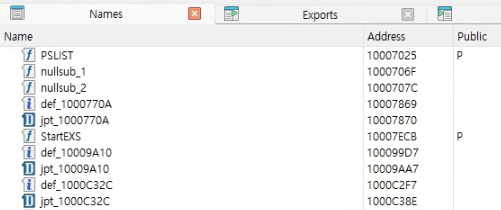 Names Exports
Name Address Public
PSLIST 10007025 P
nullsub_1 1000706F
nullsub_2 1000707C
def_1000770A 10007869
jpt_1000770A 10007870
StartEXS 10007ECB P
def_10009A10 100099D7
jpt_10009A10 10009AA7
def_1000C32C 1000C2F7
jpt_1000C32C 1000C38E